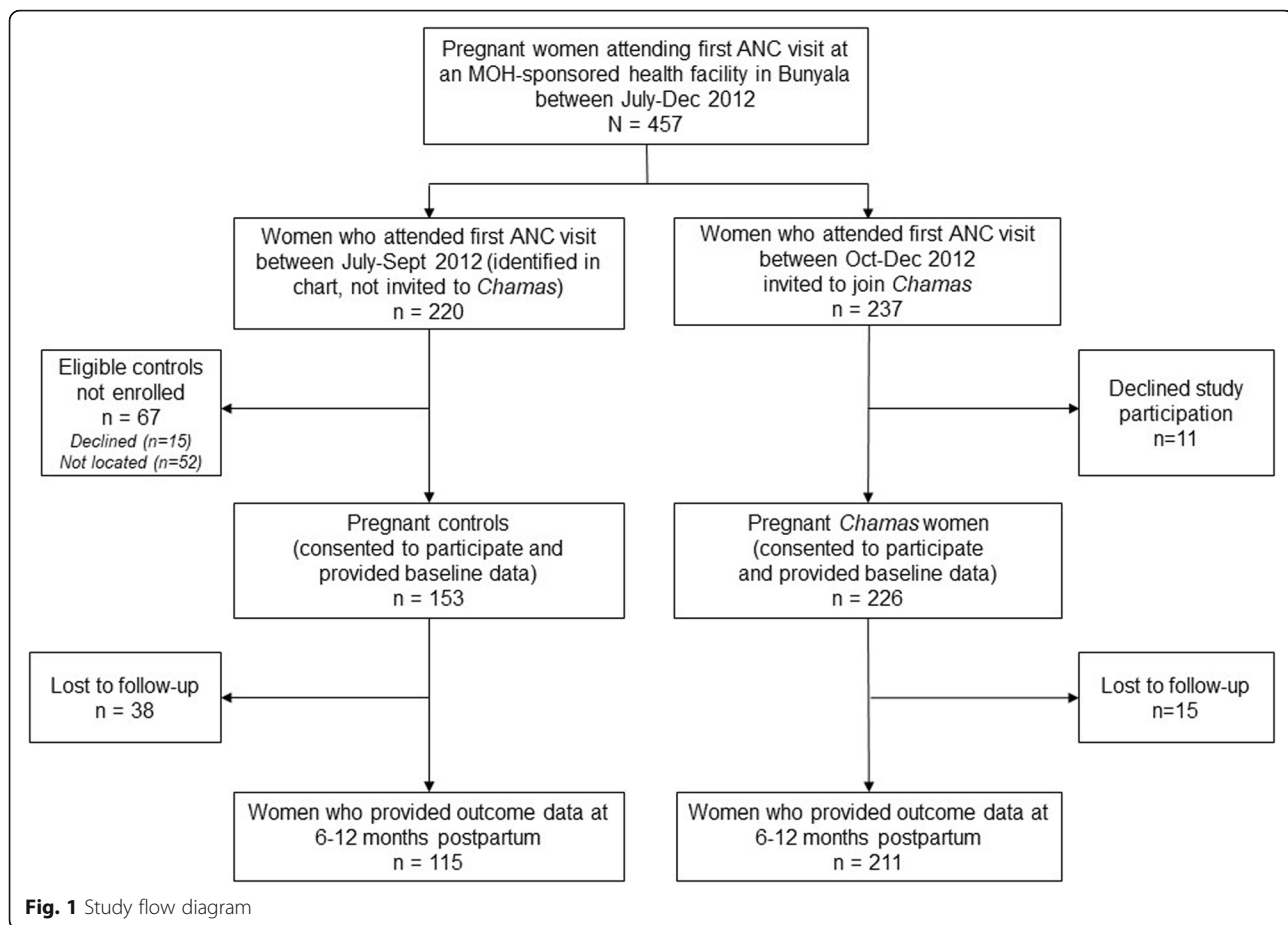 Pregnant women attending first ANC visit at
an MOH-sponsored health facility in Bunyala
between July-Dec 2012
N = 457
Women who attended first ANC visit
between July-Sept 2012 (identified in
chart, not invited to Chamas)
n = 220
Women who attended first ANC visit
between Oct-Dec 2012
invited to join Chamas
n = 237
Eligible controls
not enrolled
n = 67
Declined (n=15)
Not located (n=52)
Declined study
participation
n=11
Pregnant controls
(consented to participate and
provided baseline data)
n = 153
Pregnant Chamas women
(consented to participate
and provided baseline data)
n = 226
Lost to follow-up
n = 38
Lost to follow-up
n=15
Women who provided outcome data at
6-12 months postpartum
n = 115
Women who provided outcome data at
6-12 months postpartum
n = 211
Fig. 1 Study flow diagram